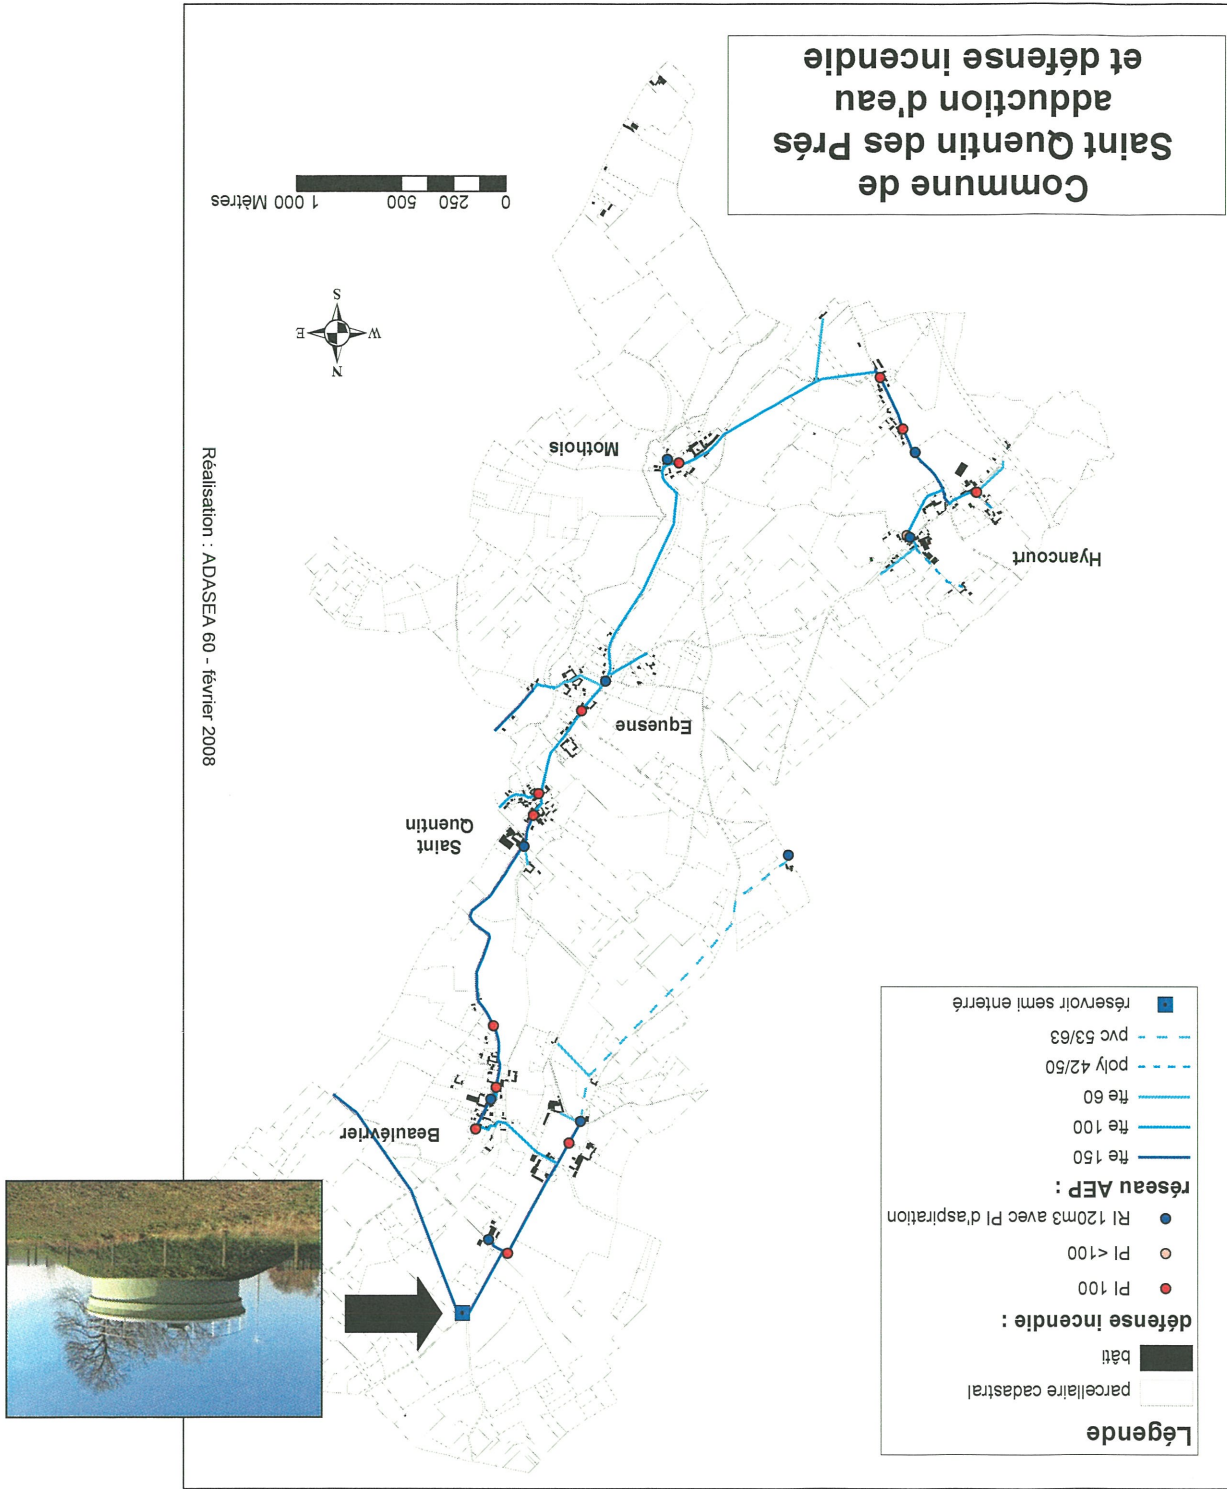 Légende
parcellaire cadastral
bâti
défense incendie :
PI 100
PI <100
RI 120m3 avec PI d'aspiration
réseau AEP :
fte 150
fte 100
fte 60
poly 42/50
pvc 53/63
réservoir semi enterré
Beaulévrier
Saint
Quentin
Equesne
Hyancourt
Mothois
N
W
E
S
0
250
500
1 000 Mètres
Commune de
Saint Quentin des Prés
adduction d'eau
et défense incendie
Réalisation : ADASEA 60 - février 2008